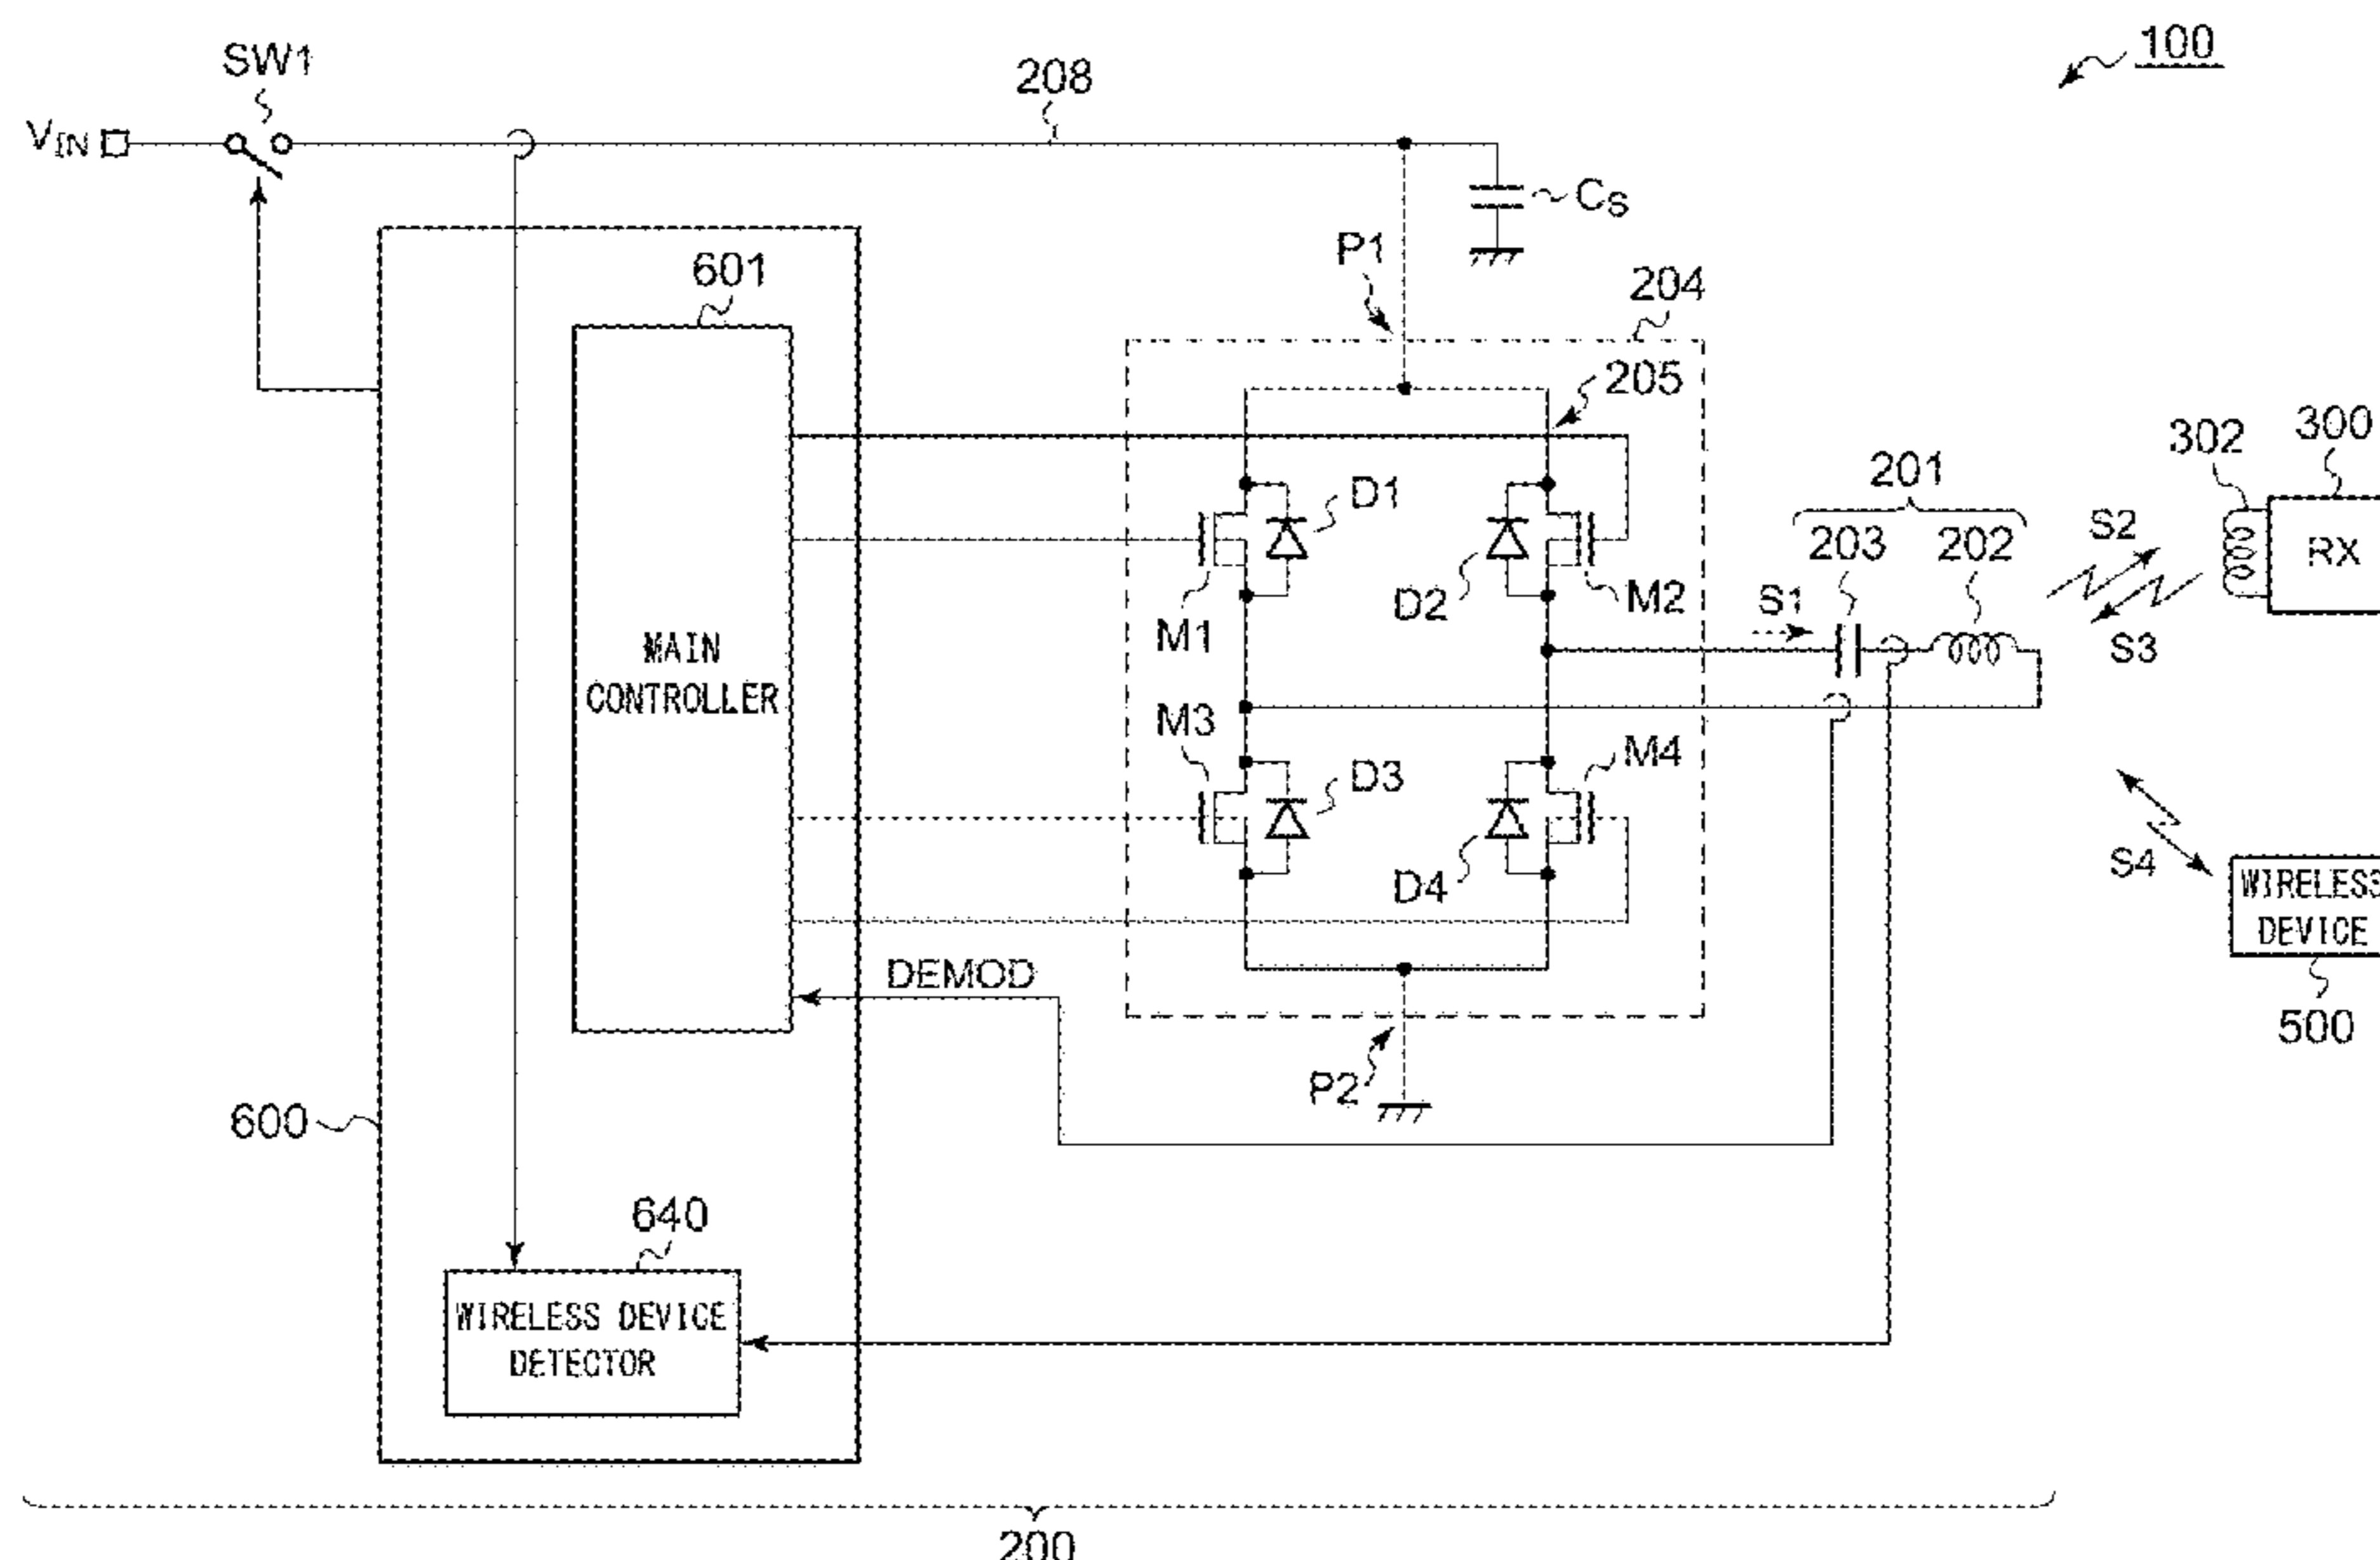 100
SW1
208
VIN
CS
P1
601
204
205
300
302
201
D1
S2
203
202
RX
D2
M2
S1
M1
S3
MAIN
CONTROLLER
M3
M4
D3
S4
D4
WIRELESS
DEVICE
DEMOD
500
P2
600
640
WIRELESS DEVICE
DETECTOR
200